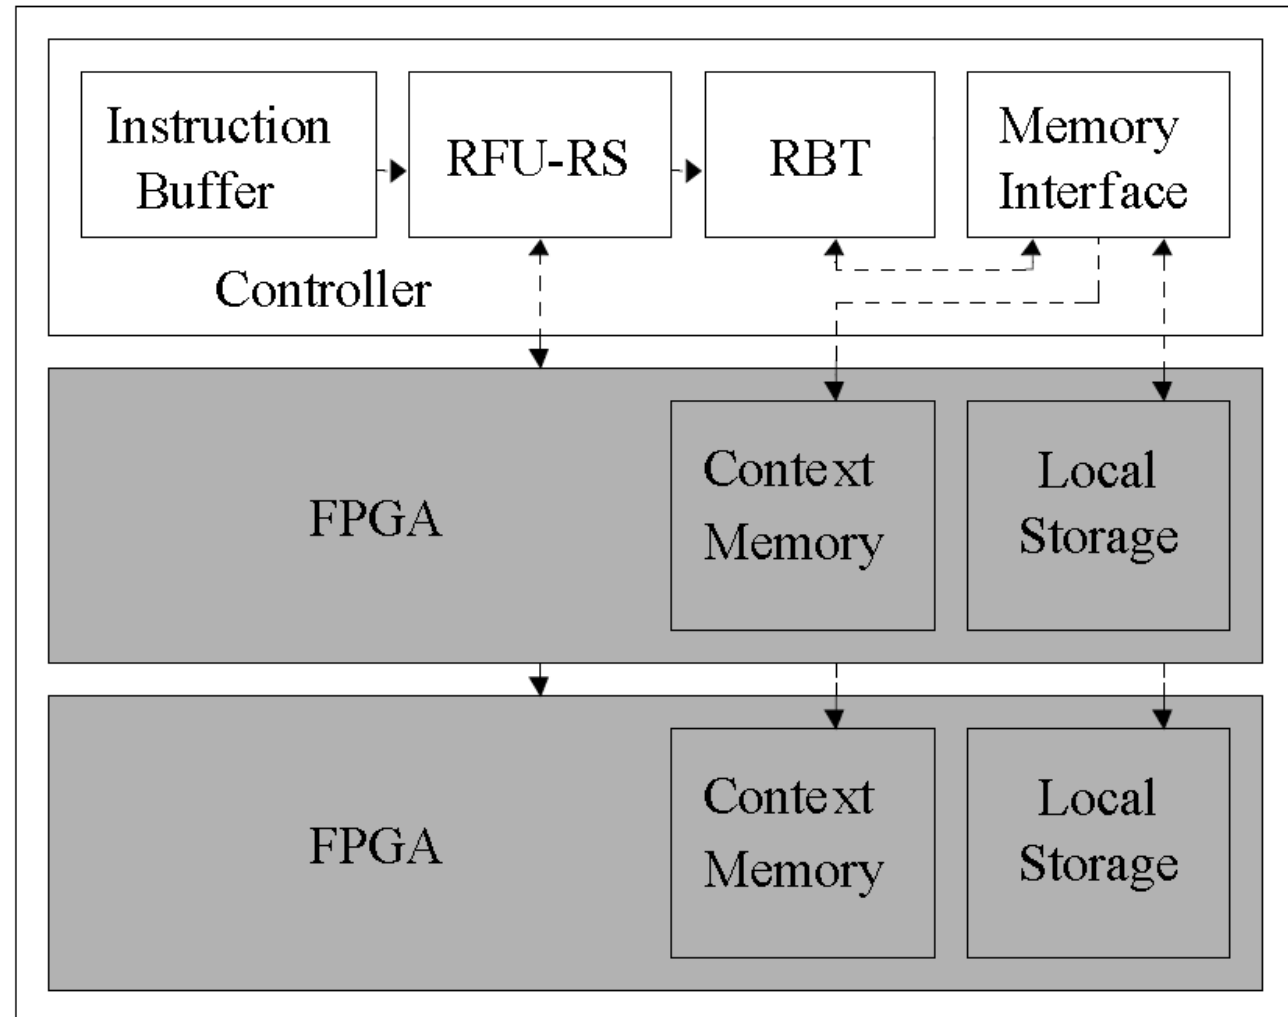 Instruction
Buffer
RFU-RS
RBT
Memory
Interface
Controller
FPGA
Context
Memory
Local
Storage
FPGA
Context
Memory
Local
Storage